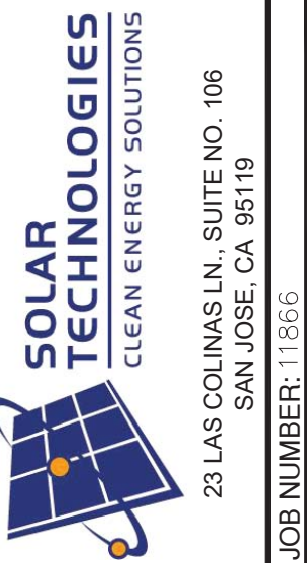 SOLAR
TECHNOLOGIES
CLEAN ENERGY SOLUTIONS
23 LAS COLINAS LN., SUITE NO. 106
SAN JOSE, CA 95119
JOB NUMBER: 11866